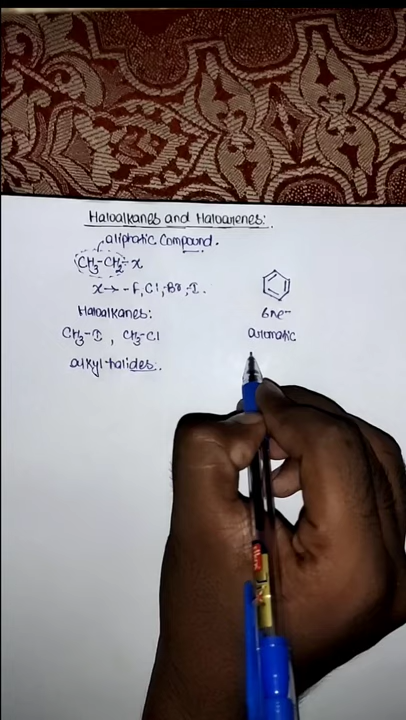 Haloalkanes and Haloarenes:.
aliphatic Compound.
CH3-CH2-x
x→ -F, Cl, -Br, -I.
Haloalkanes:
CH3-I , CH3-Cl
alkyl-halides.
6πe-
aromatic